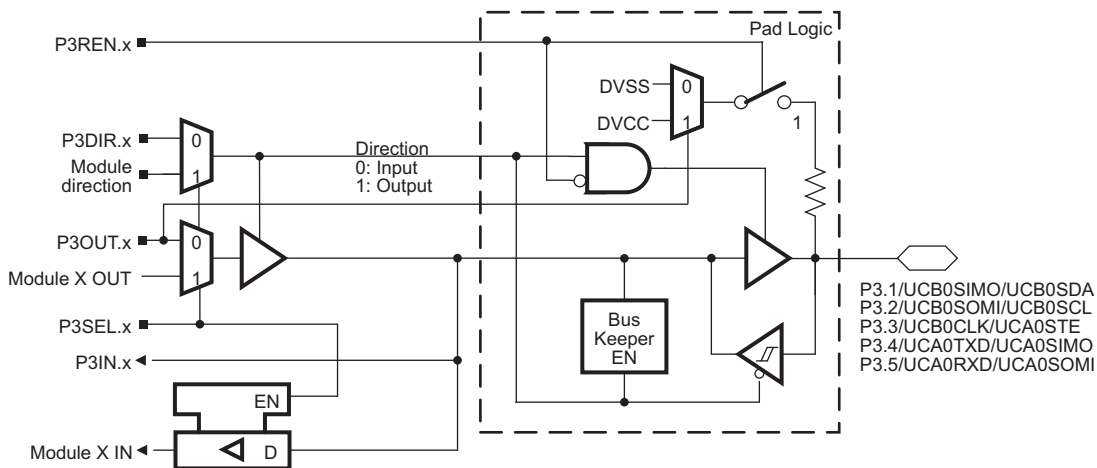 Pad Logic
P3REN.x
DVSS
0
DVCC
1
1
P3DIR.x
0
Module
direction
1
Direction
0: Input
1: Output
P3OUT.x
0
Module X OUT
1
P3SEL.x
P3IN.x
Bus
Keeper
EN
P3.1/UCB0SIMO/UCB0SDA
P3.2/UCB0SOMI/UCB0SCL
P3.3/UCB0CLK/UCA0STE
P3.4/UCA0TXD/UCA0SIMO
P3.5/UCA0RXD/UCA0SOMI
EN
Module X IN
D